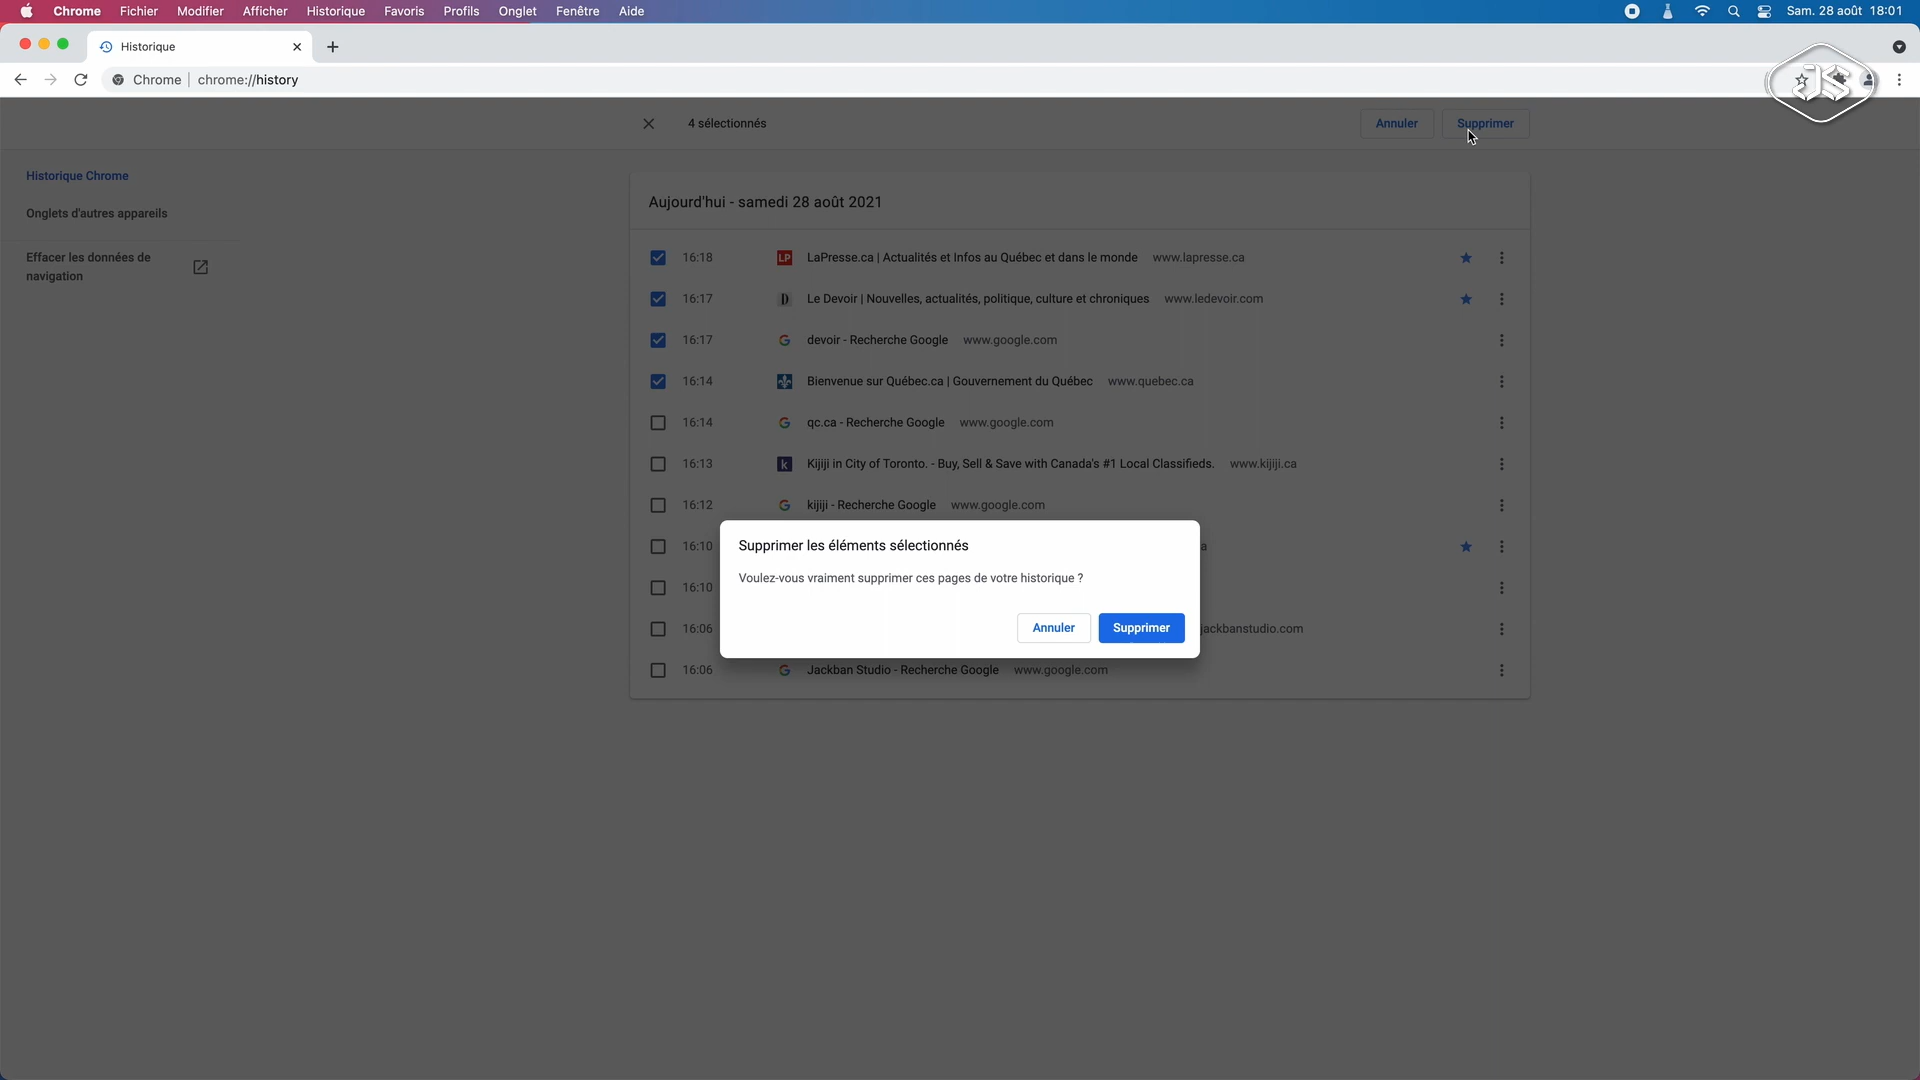 Chrome Fichier Modifier Afficher Historique Favoris Profils Onglet Fenêtre Aide Sam. 28 août 18:01
Historique
Chrome chrome://history
JS
4 sélectionnés Annuler Supprimer
Historique Chrome
Onglets d'autres appareils
Effacer les données de
navigation
Aujourd'hui - samedi 28 août 2021
16:18 LP LaPresse.ca | Actualités et Infos au Québec et dans le monde www.lapresse.ca
16:17 D Le Devoir | Nouvelles, actualités, politique, culture et chroniques www.ledevoir.com
16:17 G devoir - Recherche Google www.google.com
16:14 Bienvenue sur Québec.ca | Gouvernement du Québec www.quebec.ca
16:14 G qc.ca - Recherche Google www.google.com
16:13 k Kijiji in City of Toronto. - Buy, Sell & Save with Canada's #1 Local Classifieds. www.kijiji.ca
16:12 G kijiji - Recherche Google www.google.com
16:10 a
16:10
16:06 jackbanstudio.com
16:06 G Jackban Studio - Recherche Google www.google.com
Supprimer les éléments sélectionnés
Voulez-vous vraiment supprimer ces pages de votre historique ?
Annuler Supprimer